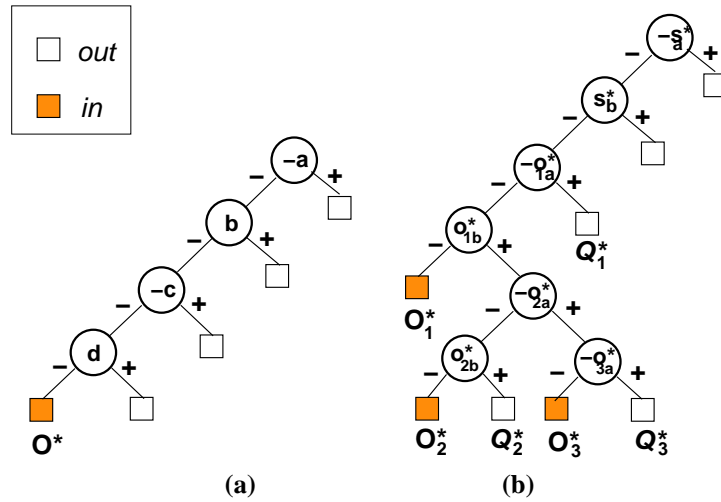 out
in
−a
− +
b
− +
−c
− +
d
− +
O*
(a)
−s*a
− +
s*b
− +
−o*1a
− +
o*1b
Q*1
− +
O*1
−o*2a
− +
o*2b
−o*3a
− +
− +
O*2
Q*2
O*3
Q*3
(b)